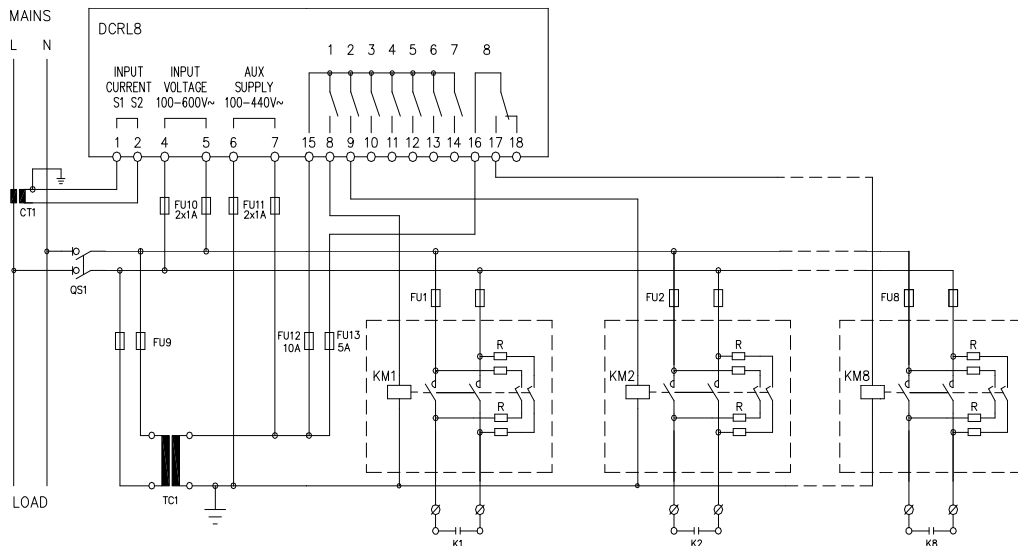 MAINS
L N
DCRL8
INPUT CURRENT S1 S2
INPUT VOLTAGE 100-600V~
AUX SUPPLY 100-440V~
1 2 3 4 5 6 7 8
1 2 4 5 6 7 15 8 9 10 11 12 13 14 16 17 18
CT1
FU10 2x1A
FU11 2x1A
QS1
FU1
FU2
FU8
FU9
FU12 10A
FU13 5A
R
R
R
KM1
KM2
KM8
R
R
R
LOAD
TC1
K1
K2
K8